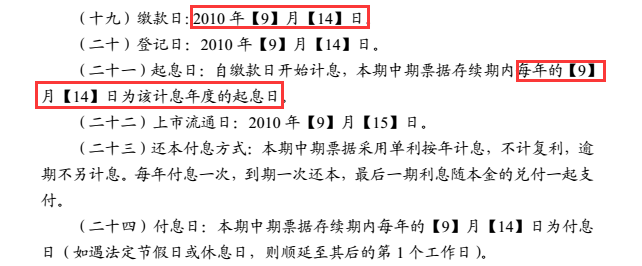 （十九）缴款日：2010 年【9】月【14】日。
（二十）登记日：2010 年【9】月【14】日。
（二十一）起息日：自缴款日开始计息，本期中期票据存续期内每年的【9】
月【14】日为该计息年度的起息日。
（二十二）上市流通日：2010 年【9】月【15】日。
（二十三）还本付息方式：本期中期票据采用单利按年计息，不计复利，逾
期不另计息。每年付息一次，到期一次还本，最后一期利息随本金的兑付一起支
付。
（二十四）付息日：本期中期票据存续期内每年的【9】月【14】日为付息
日（如遇法定节假日或休息日，则顺延至其后的第 1 个工作日）。